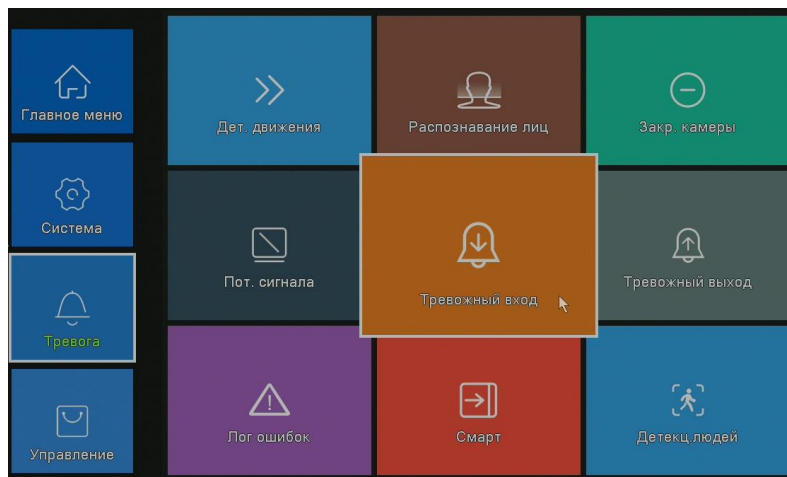 Главное меню
Дет. движения
Распознавание лиц
Закр. камеры
Система
Пот. сигнала
Тревожный вход
Тревожный выход
Тревога
Лог ошибок
Смарт
Детекц.людей
Управление